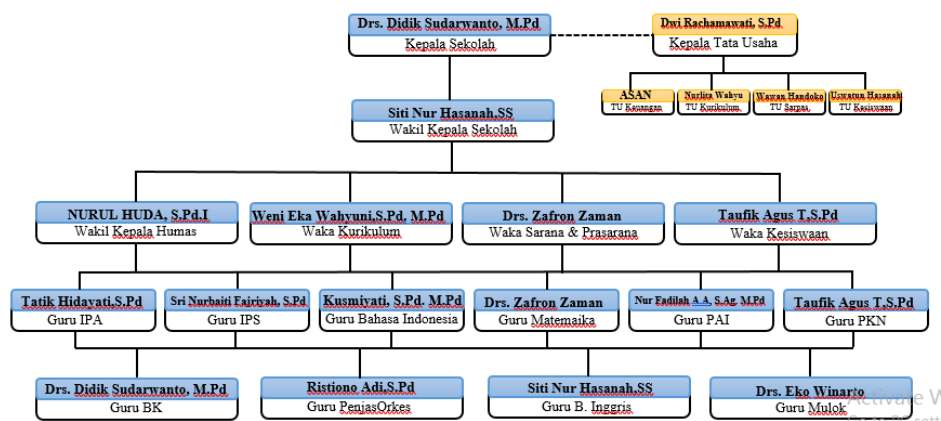 Drs. Didik Sudarwanto, M.Pd
Kepala Sekolah
Dwi Rachamawati, S.Pd
Kepala Tata Usaha
ASAN
TU Keuangan
Nurlita Wahyu
TU Kurikulum
Wawan Handoko
TU Sarpas
Uswatun Hasanah
TU Kesiswaan
Siti Nur Hasanah,SS
Wakil Kepala Sekolah
NURUL HUDA, S.Pd.I
Wakil Kepala Humas
Weni Eka Wahyuni,S.Pd, M.Pd
Waka Kurikulum
Drs. Zafron Zaman
Waka Sarana & Prasarana
Taufik Agus T,S.Pd
Waka Kesiswaan
Tatik Hidayati,S.Pd
Guru IPA
Sri Nurbaiti Fajriyah, S.Pd
Guru IPS
Kusmiyati, S.Pd. M.Pd
Guru Bahasa Indonesia
Drs. Zafron Zaman
Guru Matemaika
Nur Fadilah A.A, S.Ag, M.Pd
Guru PAI
Taufik Agus T,S.Pd
Guru PKN
Drs. Didik Sudarwanto, M.Pd
Guru BK
Ristiono Adi,S.Pd
Guru PenjasOrkes
Siti Nur Hasanah,SS
Guru B. Inggris
Drs. Eko Winarto
Guru Mulok
Activate W